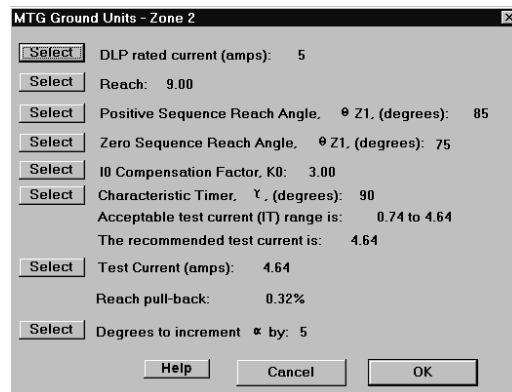 MTG Ground Units - Zone 2
Select DLP rated current (amps): 5
Select Reach: 9.00
Select Positive Sequence Reach Angle, θ Z1, (degrees): 85
Select Zero Sequence Reach Angle, θ Z1, (degrees): 75
Select I0 Compensation Factor, K0: 3.00
Select Characteristic Timer, ϒ, (degrees): 90
Acceptable test current (IT) range is: 0.74 to 4.64
The recommended test current is: 4.64
Select Test Current (amps): 4.64
Reach pull-back: 0.32%
Select Degrees to increment α by: 5
Help Cancel OK